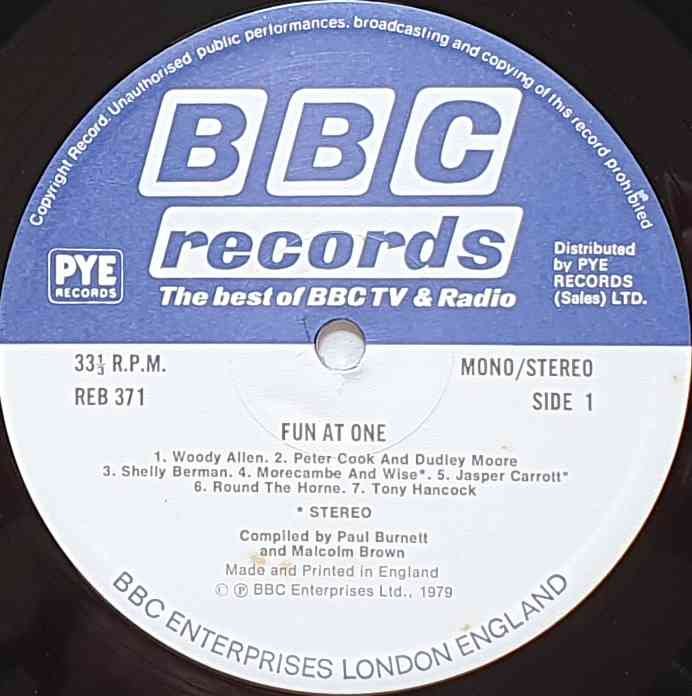 Copyright Record. Unauthorised public performances. broadcasting and copying of this record prohibited
BBC
records
The best of BBC TV & Radio
PYE
RECORDS
Distributed
by PYE
RECORDS
(Sales) LTD.
33⅓ R.P.M.
REB 371
MONO/STEREO
SIDE 1
FUN AT ONE
1. Woody Allen. 2. Peter Cook And Dudley Moore
3. Shelly Berman. 4. Morecambe And Wise*. 5. Jasper Carrott*
6. Round The Horne. 7. Tony Hancock
* STEREO
Compiled by Paul Burnett
and Malcolm Brown
Made and Printed in England
© ℗ BBC Enterprises Ltd., 1979
BBC ENTERPRISES LONDON ENGLAND